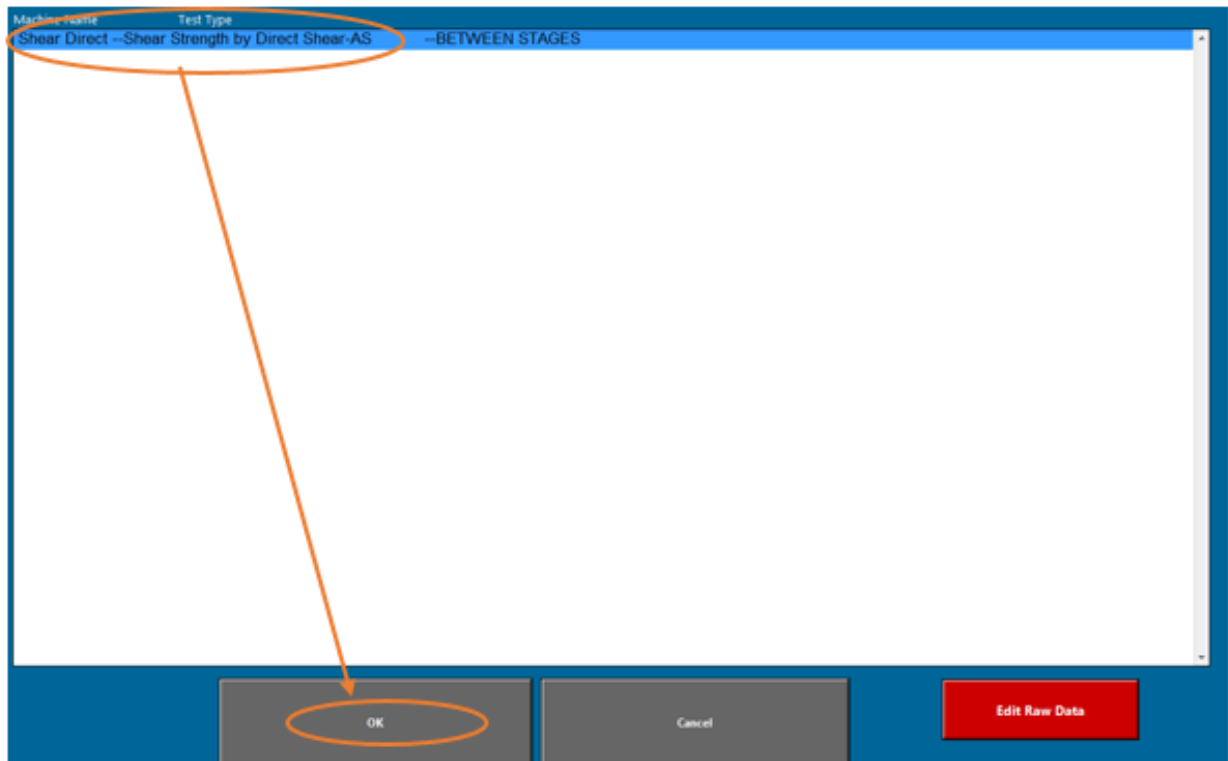 Machine Name Test Type
Shear Direct --Shear Strength by Direct Shear-AS --BETWEEN STAGES
OK
Cancel
Edit Raw Data